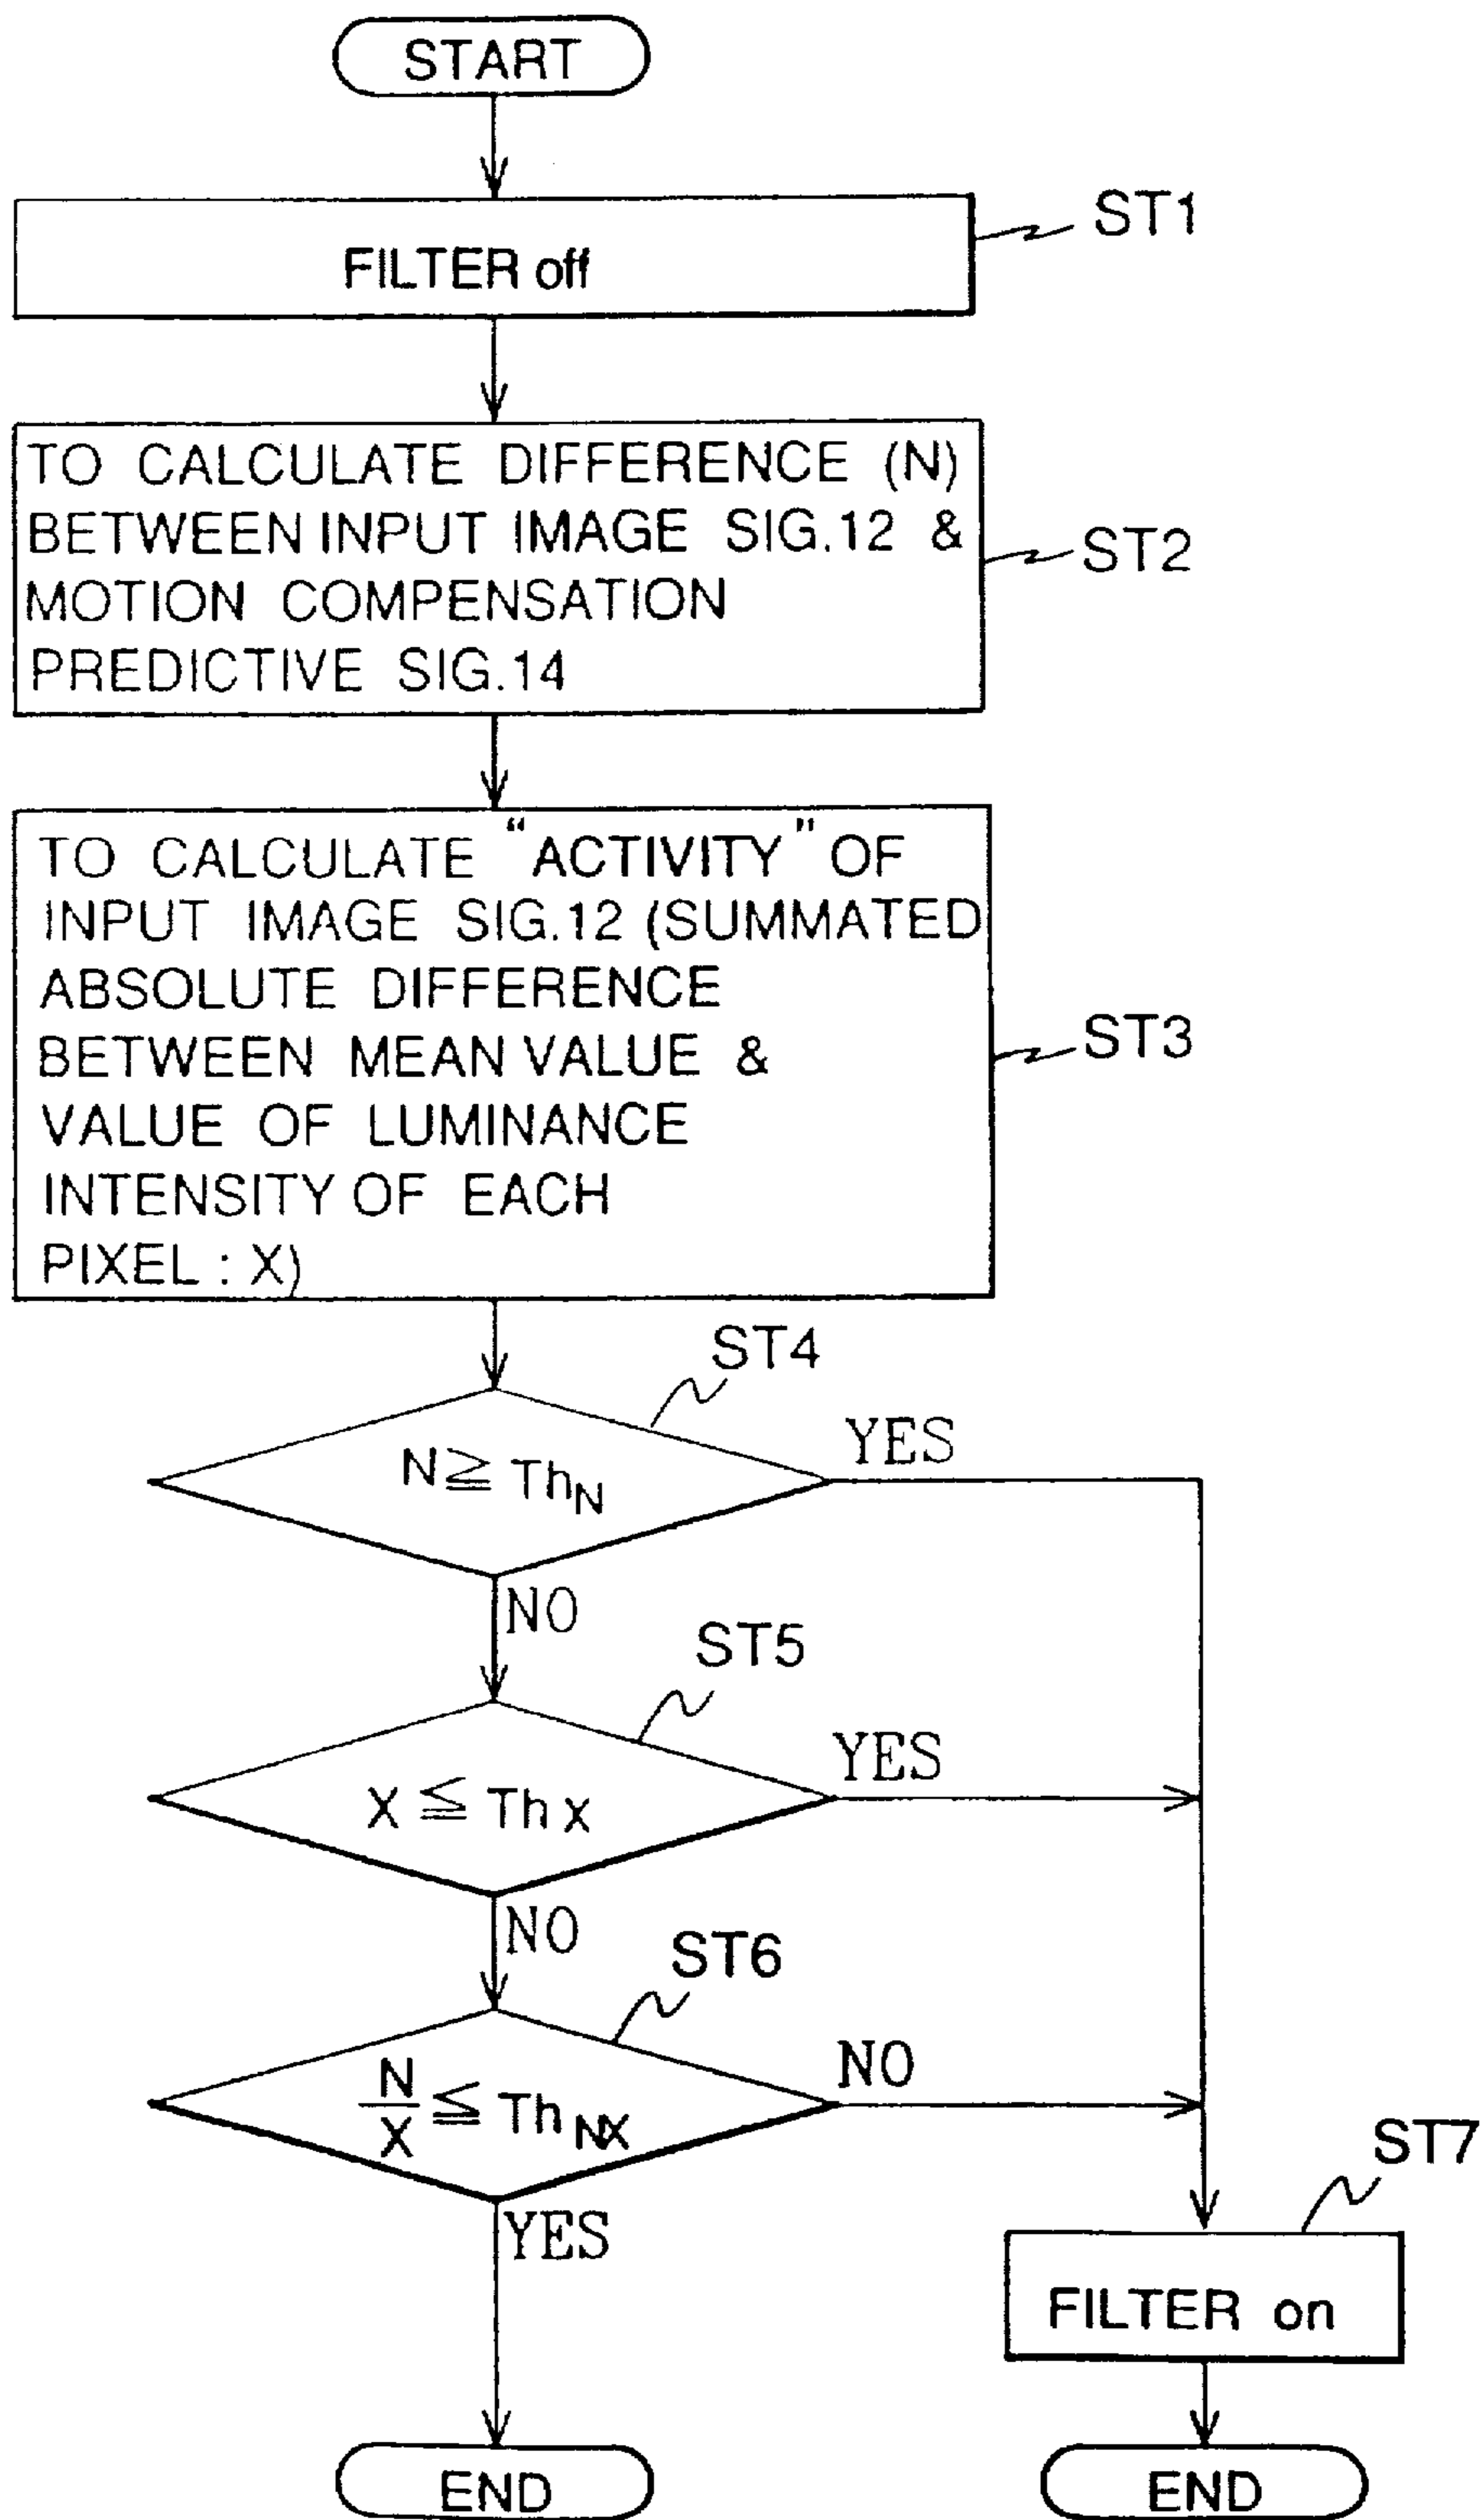 START
FILTER off
ST1
TO CALCULATE DIFFERENCE (N)
BETWEEN INPUT IMAGE SIG.12 &
MOTION COMPENSATION
PREDICTIVE SIG.14
ST2
TO CALCULATE "ACTIVITY" OF
INPUT IMAGE SIG.12 (SUMMATED
ABSOLUTE DIFFERENCE
BETWEEN MEAN VALUE &
VALUE OF LUMINANCE
INTENSITY OF EACH
PIXEL : X)
ST3
ST4
N ≧ ThN
YES
NO
ST5
X ≦ ThX
YES
NO
ST6
N/X ≦ ThNX
NO
YES
ST7
FILTER on
END
END